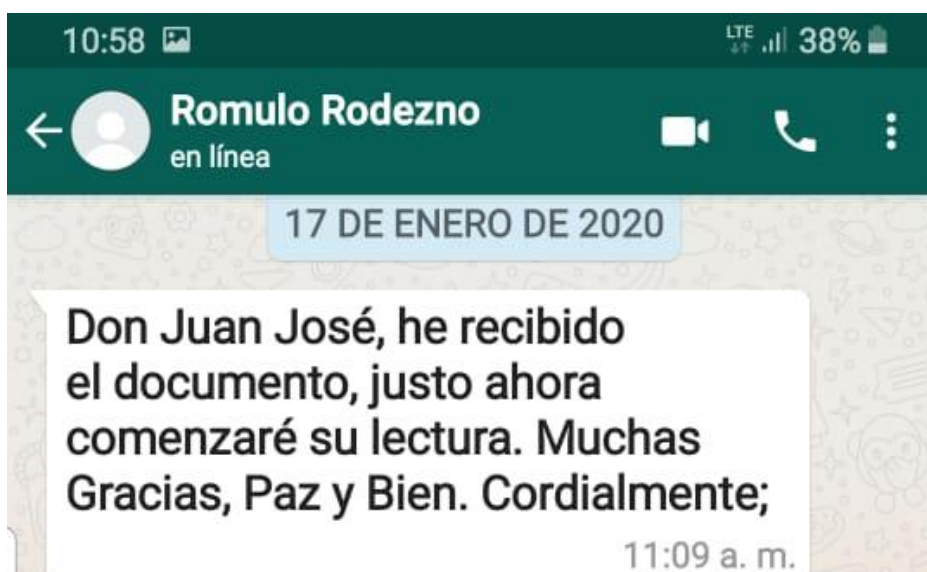 10:58 LTE 38%
Romulo Rodezno
en línea
17 DE ENERO DE 2020
Don Juan José, he recibido
el documento, justo ahora
comenzaré su lectura. Muchas
Gracias, Paz y Bien. Cordialmente;
11:09 a. m.